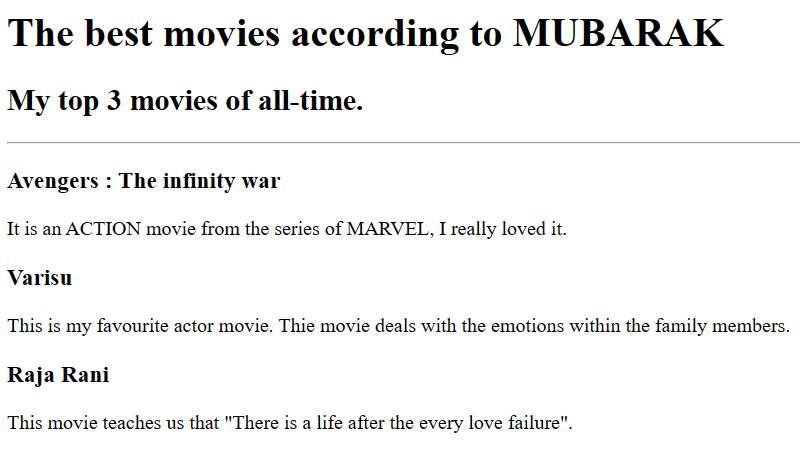 The best movies according to MUBARAK
My top 3 movies of all-time.
Avengers : The infinity war
It is an ACTION movie from the series of MARVEL, I really loved it.
Varisu
This is my favourite actor movie. Thie movie deals with the emotions within the family members.
Raja Rani
This movie teaches us that "There is a life after the every love failure".